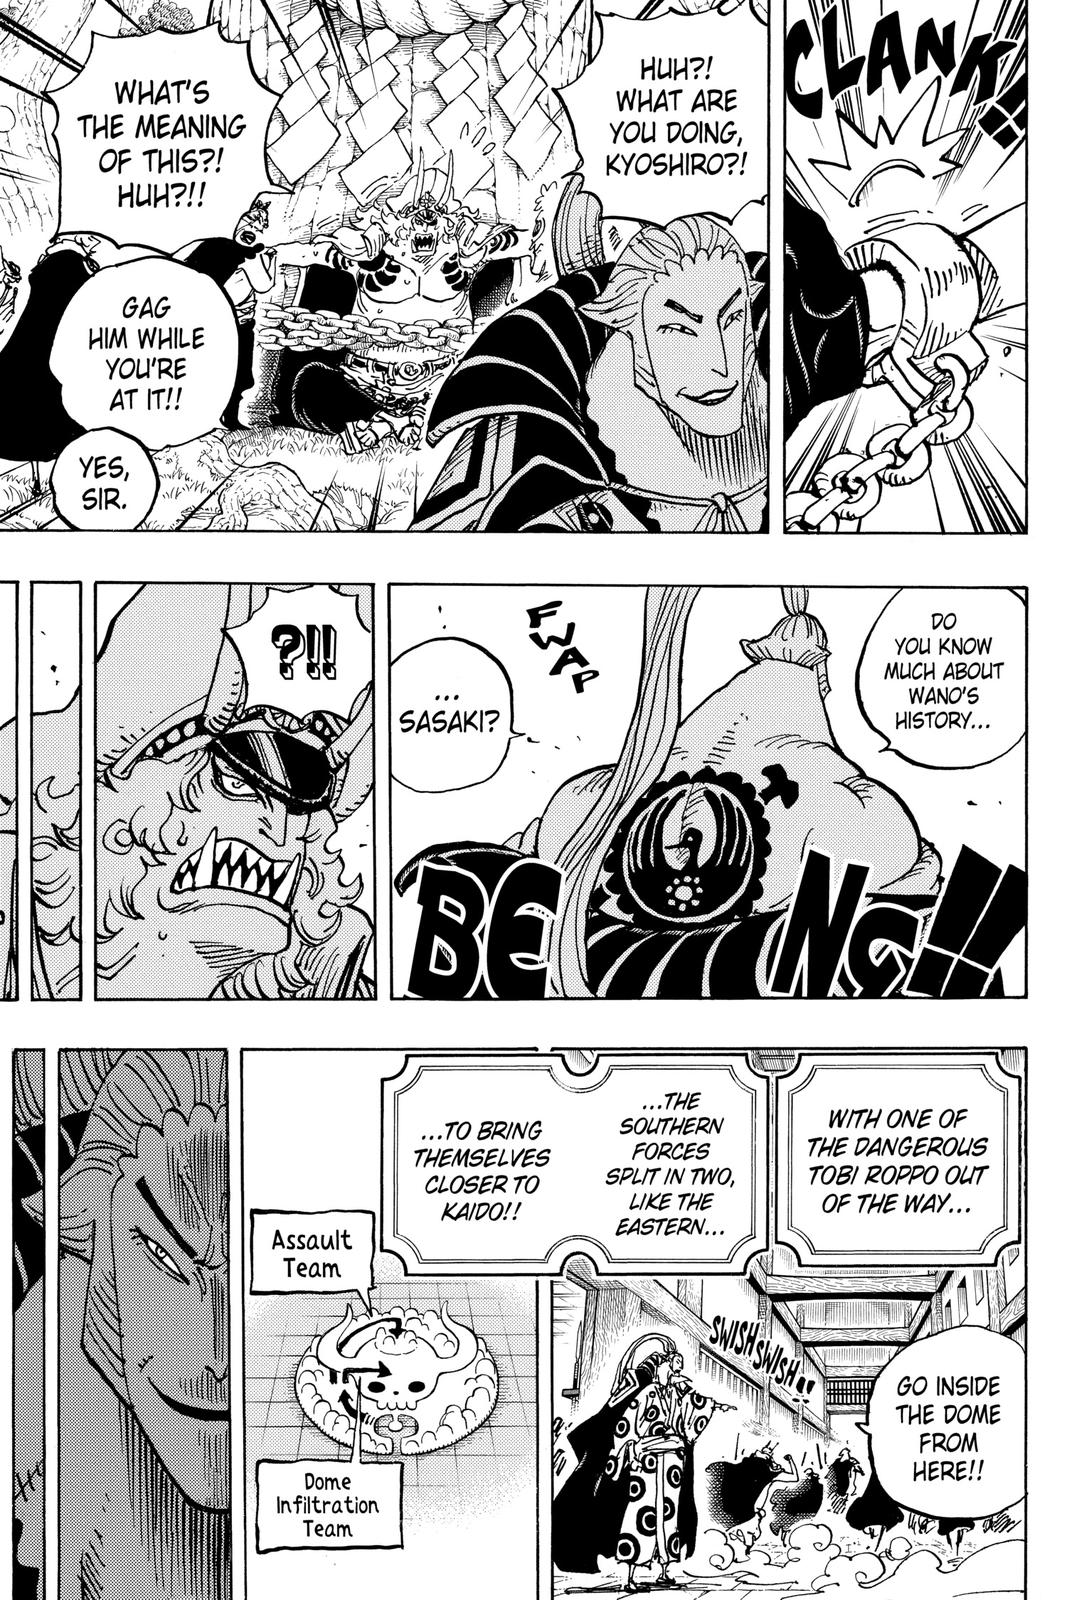 CLANK!!
HUH?!
WHAT ARE
YOU DOING,
KYOSHIRO?!
WHAT'S
THE MEANING
OF THIS?!
HUH?!!
GAG
HIM WHILE
YOU'RE
AT IT!!
YES,
SIR.
DO
YOU KNOW
MUCH ABOUT
WANO'S
HISTORY...
FWAP
...
SASAKI?
BENG!!
?!!
WITH ONE OF
THE DANGEROUS
TOBI ROPPO OUT
OF THE WAY...
...THE
SOUTHERN
FORCES
SPLIT IN TWO,
LIKE THE
EASTERN...
...TO BRING
THEMSELVES
CLOSER TO
KAIDO!!
SWISH SWISH!!
GO INSIDE
THE DOME
FROM
HERE!!
Assault
Team
Dome
Infiltration
Team